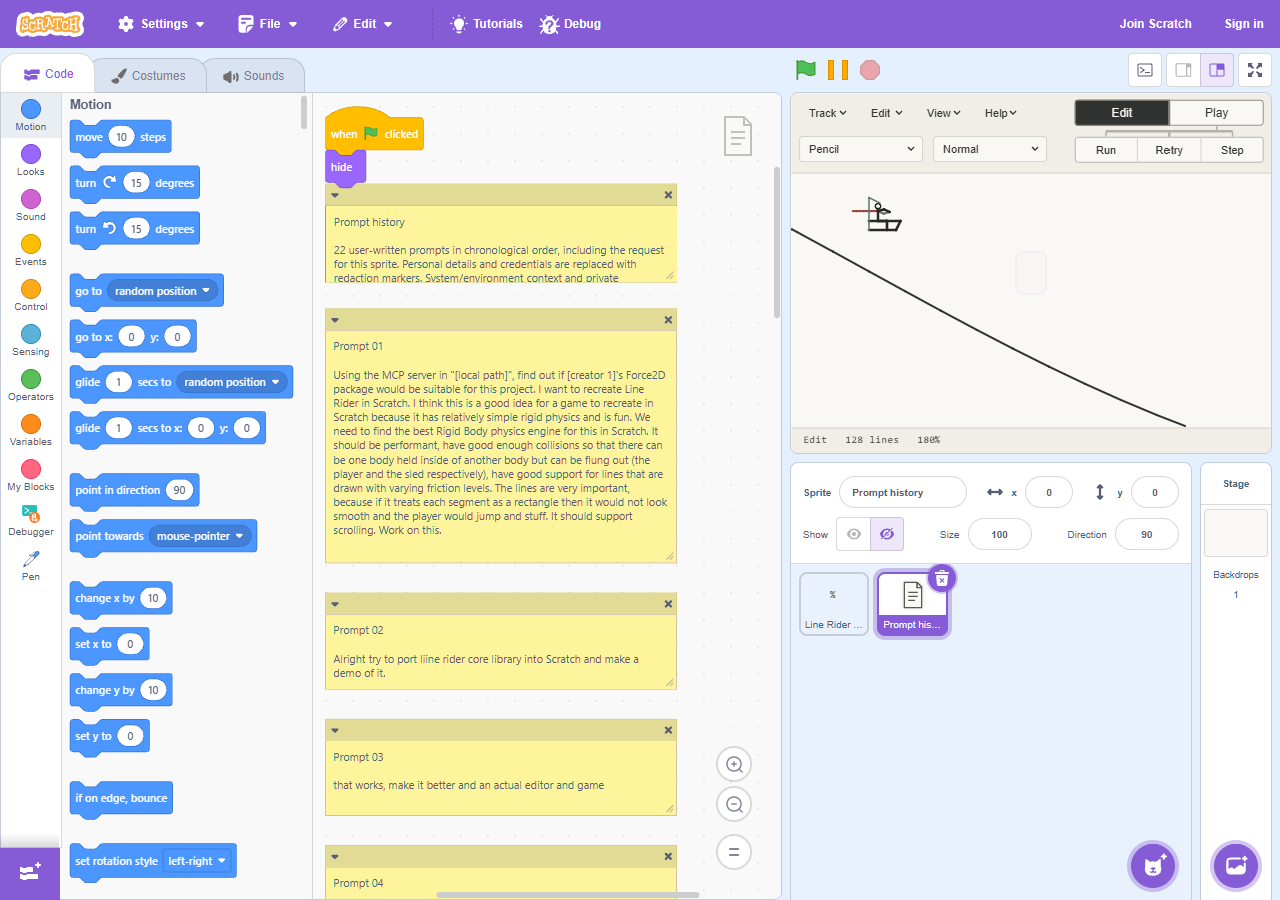 SCRATCH Settings File Edit Tutorials Debug Join Scratch Sign in
Code Costumes Sounds
Motion
Looks
Sound
Events
Control
Sensing
Operators
Variables
My Blocks
Debugger
Pen
Motion
move 10 steps
turn 15 degrees
turn 15 degrees
go to random position
go to x: 0 y: 0
glide 1 secs to random position
glide 1 secs to x: 0 y: 0
point in direction 90
point towards mouse-pointer
change x by 10
set x to 0
change y by 10
set y to 0
if on edge, bounce
set rotation style left-right
when clicked
hide
Prompt history
22 user-written prompts in chronological order, including the request
for this sprite. Personal details and credentials are replaced with
redaction markers. System/environment context and private
Prompt 01
Using the MCP server in "[local path]", find out if [creator 1]'s Force2D
package would be suitable for this project. I want to recreate Line
Rider in Scratch. I think this is a good idea for a game to recreate in
Scratch because it has relatively simple rigid physics and is fun. We
need to find the best Rigid Body physics engine for this in Scratch. It
should be performant, have good enough collisions so that there can
be one body held inside of another body but can be flung out (the
player and the sled respectively), have good support for lines that are
drawn with varying friction levels. The lines are very important,
because if it treats each segment as a rectangle then it would not look
smooth and the player would jump and stuff. It should support
scrolling. Work on this.
Prompt 02
Alright try to port liine rider core library into Scratch and make a
demo of it.
Prompt 03
that works, make it better and an actual editor and game
Prompt 04
Track Edit View Help Edit Play
Pencil Normal Run Retry Step
Edit 128 lines 180%
Sprite Prompt history x 0 y 0
Show Size 100 Direction 90
%
Line Rider ...
Prompt his...
Stage
Backdrops
1